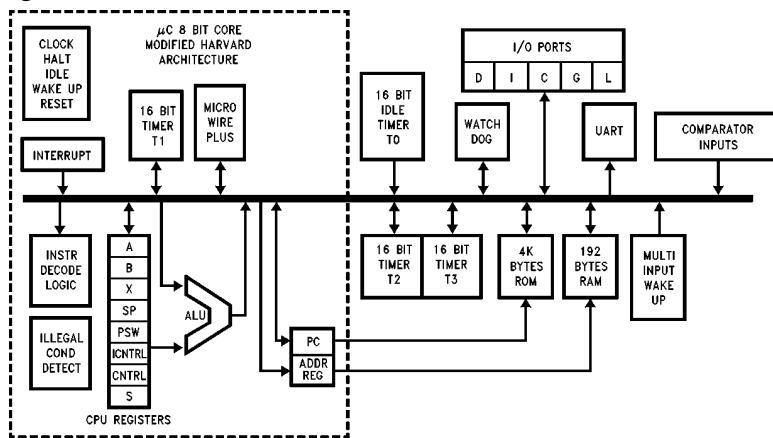 μC 8 BIT CORE
MODIFIED HARVARD
ARCHITECTURE
CLOCK
HALT
IDLE
WAKE UP
RESET
16 BIT
TIMER
T1
MICRO
WIRE
PLUS
INTERRUPT
16 BIT
IDLE
TIMER
T0
WATCH
DOG
I/O PORTS
D I C G L
UART
COMPARATOR
INPUTS
INSTR
DECODE
LOGIC
ILLEGAL
COND
DETECT
A
B
X
SP
PSW
ICNTRL
CNTRL
S
CPU REGISTERS
ALU
PC
ADDR
REG
16 BIT
TIMER
T2
16 BIT
TIMER
T3
4K
BYTES
ROM
192
BYTES
RAM
MULTI
INPUT
WAKE
UP